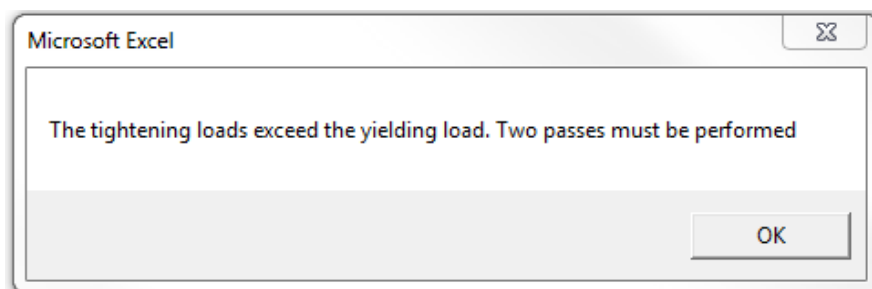 Microsoft Excel
The tightening loads exceed the yielding load. Two passes must be performed
OK